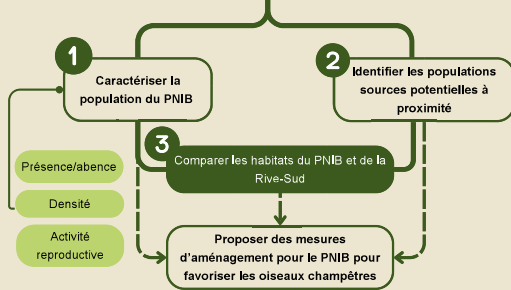 1
Caractériser la
population du PNIB
2
Identifier les populations
sources potentielles à
proximité
3
Comparer les habitats du PNIB et de la
Rive-Sud
Présence/abence
Densité
Activité
reproductive
Proposer des mesures
d'aménagement pour le PNIB pour
favoriser les oiseaux champêtres